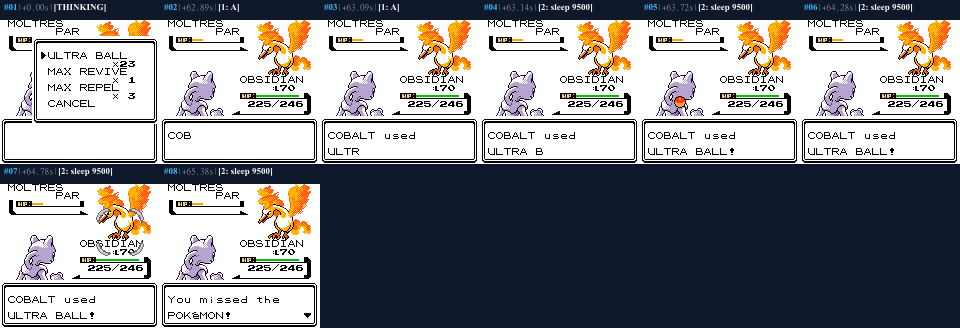 #01|+0.00s|[THINKING]
MOLTRES
PAR
ULTRA BALL
×23
MAX REVIVE
× 1
MAX REPEL
× 3
CANCEL
#02|+62.89s|[1: A]
MOLTRES
PAR
HP:
OBSIDIAN
:L70
HP:
225/246
COB
#03|+63.09s|[1: A]
MOLTRES
PAR
HP:
OBSIDIAN
:L70
HP:
225/246
COBALT used
ULTR
#04|+63.14s|[2: sleep 9500]
MOLTRES
PAR
HP:
OBSIDIAN
:L70
HP:
225/246
COBALT used
ULTRA B
#05|+63.72s|[2: sleep 9500]
MOLTRES
PAR
HP:
OBSIDIAN
:L70
HP:
225/246
COBALT used
ULTRA BALL!
#06|+64.28s|[2: sleep 9500]
MOLTRES
PAR
HP:
OBSIDIAN
:L70
HP:
225/246
COBALT used
ULTRA BALL!
#07|+64.78s|[2: sleep 9500]
MOLTRES
PAR
HP:
OBSIDIAN
:L70
HP:
225/246
COBALT used
ULTRA BALL!
#08|+65.38s|[2: sleep 9500]
MOLTRES
PAR
HP:
OBSIDIAN
:L70
HP:
225/246
You missed the
POKéMON!